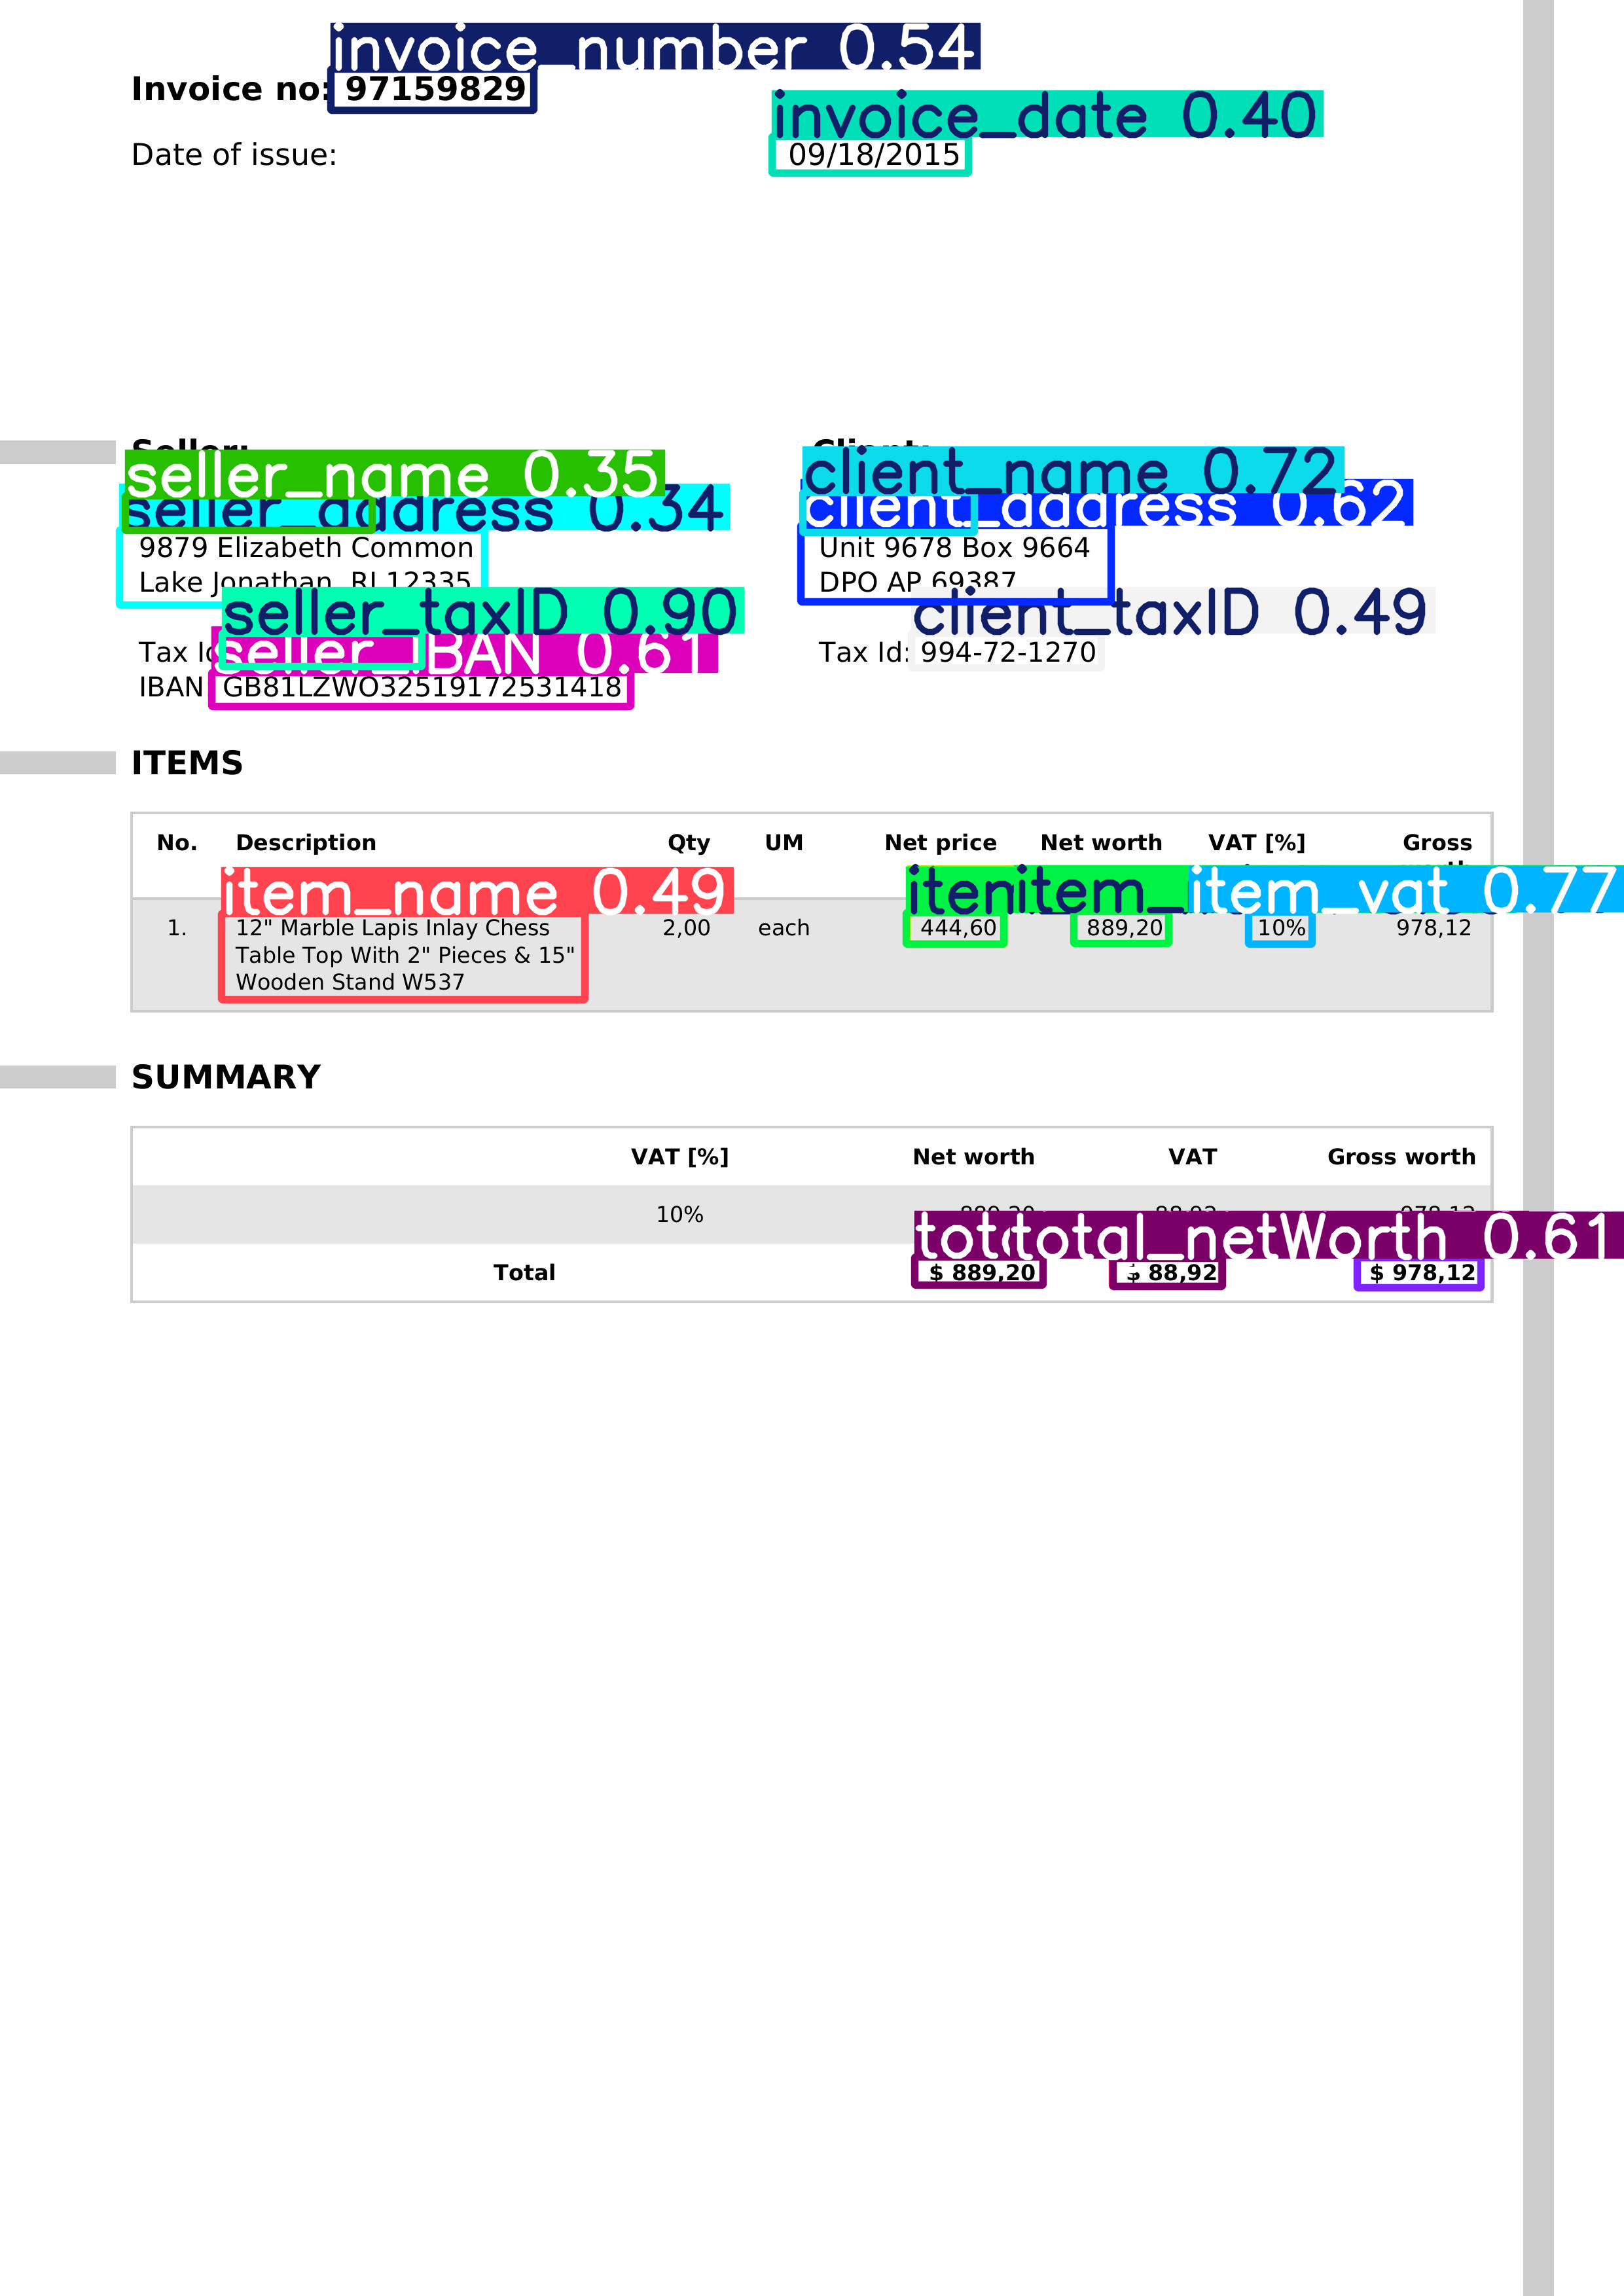 invoice_number 0.54
Invoice no: 97159829
invoice_date 0.40
Date of issue: 09/18/2015
Seller: Client:
seller_name 0.35 client_name 0.72
seller_address 0.34 client_address 0.62
9879 Elizabeth Common Unit 9678 Box 9664
Lake Jonathan, RI 12335 DPO AP 69387
seller_taxID 0.90 client_taxID 0.49
Tax seller_IBAN 0.61 Tax Id: 994-72-1270
IBAN GB81LZWO32519172531418
ITEMS
No. Description Qty UM Net price Net worth VAT [%] Gross
item_name 0.49 item_ item_vat 0.77
1. 12" Marble Lapis Inlay Chess 2,00 each 444,60 889,20 10% 978,12
Table Top With 2" Pieces & 15"
Wooden Stand W537
SUMMARY
VAT [%] Net worth VAT Gross worth
10% 889,20 88,92 978,12
total_netWorth 0.61
Total $ 889,20 $ 88,92 $ 978,12